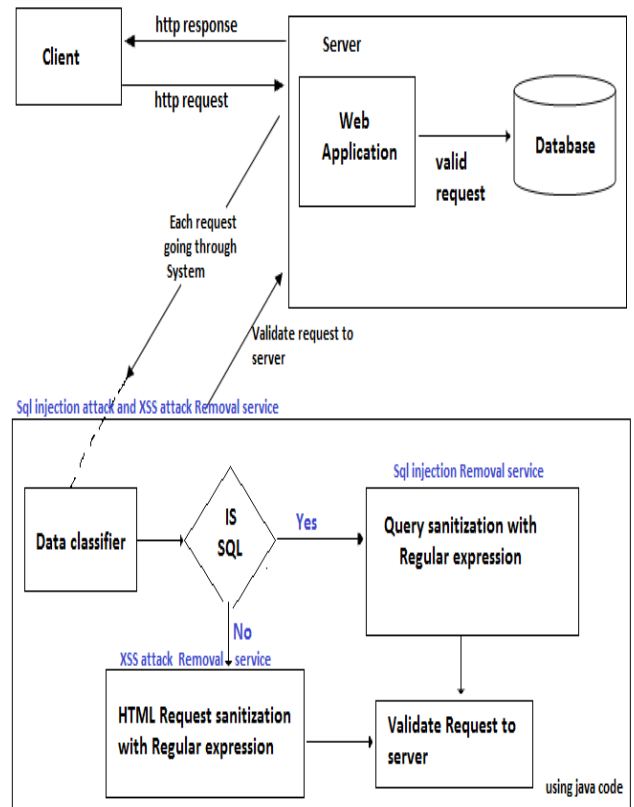 http response
Client
http request
Server
Web
Application
valid
request
Database
Each request
going through
System
Validate request to
server
Sql injection attack and XSS attack Removal service
Data classifier
IS
SQL
Yes
Sql injection Removal service
Query sanitization with
Regular expression
No
XSS attack Removal service
HTML Request sanitization
with Regular expression
Validate Request to
server
using java code